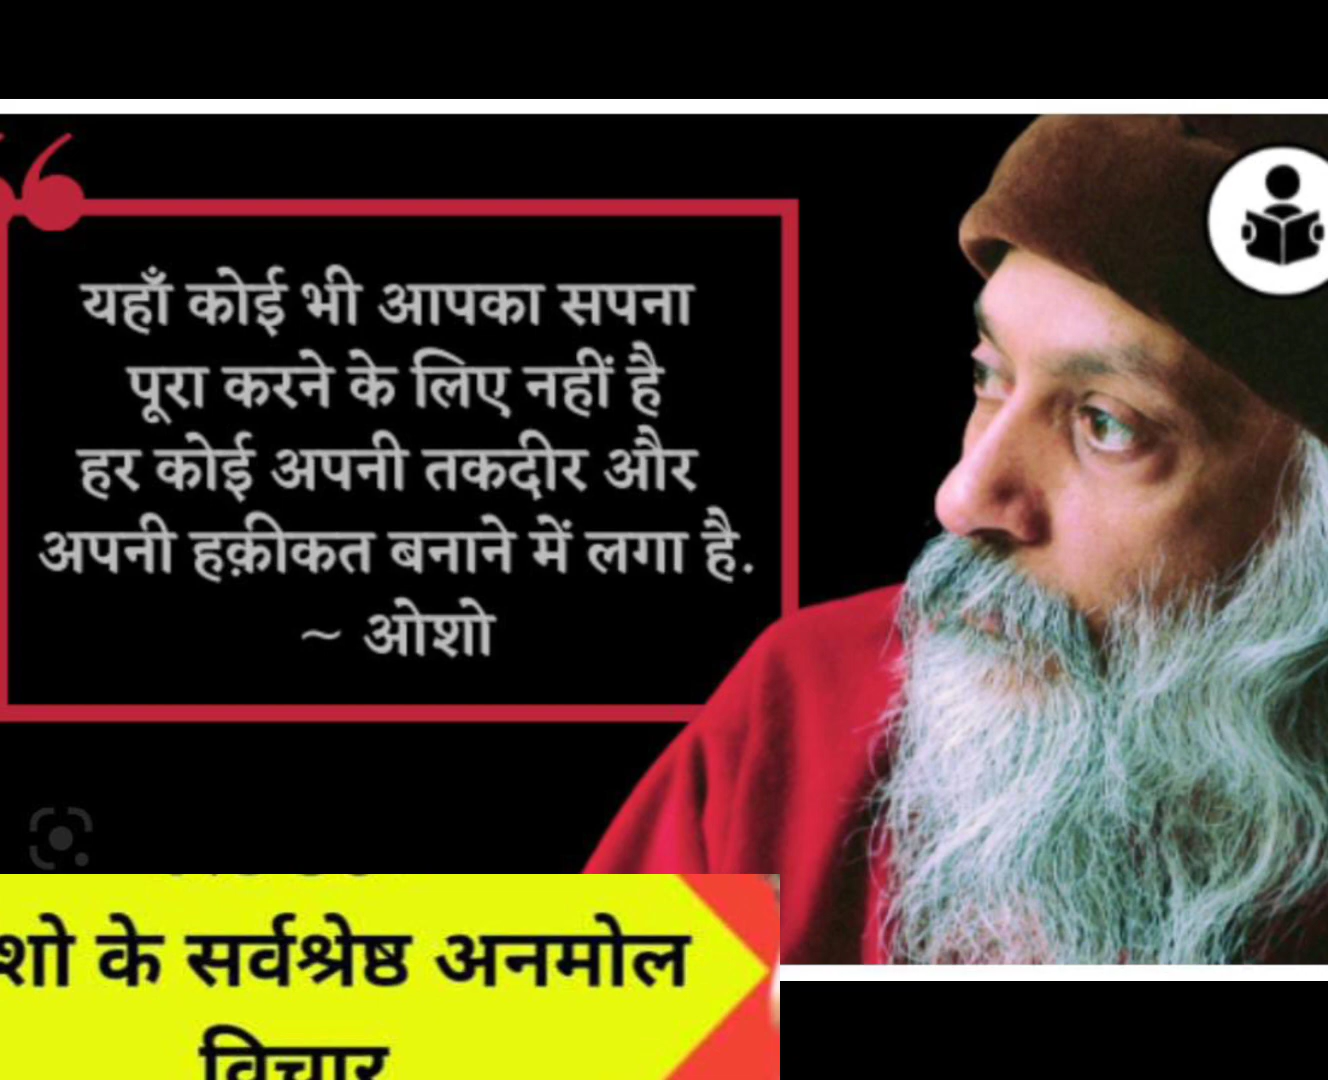 यहाँ कोई भी आपका सपना
पूरा करने के लिए नहीं है
हर कोई अपनी तकदीर और
अपनी हक़ीकत बनाने में लगा है.
~ ओशो
शो के सर्वश्रेष्ठ अनमोल
विचार